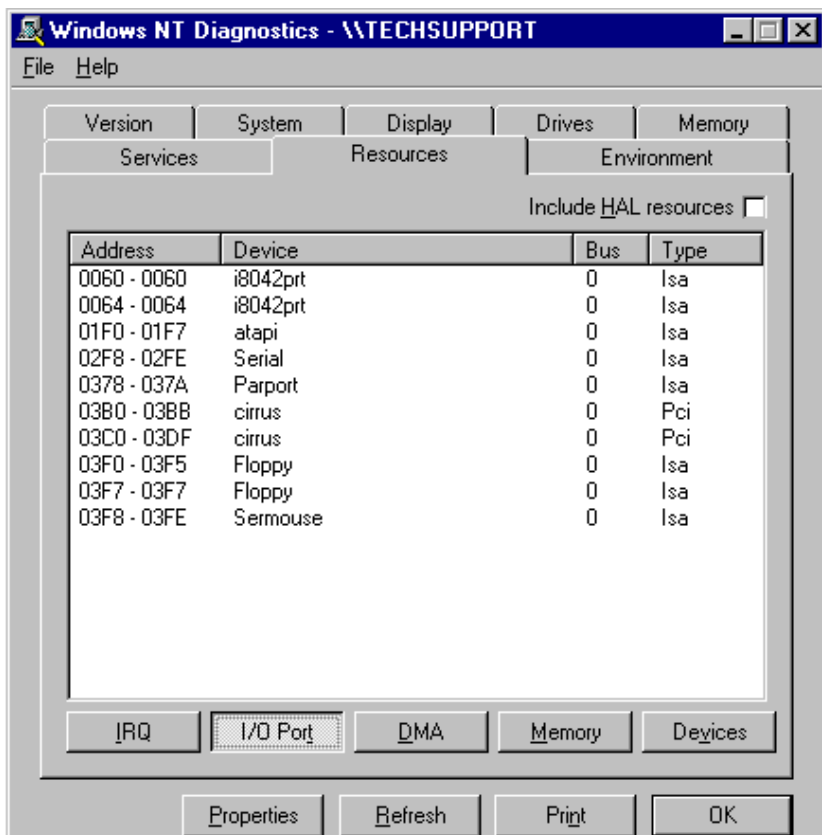 Windows NT Diagnostics - \\TECHSUPPORT
File Help
Version System Display Drives Memory
Services Resources Environment
Include HAL resources
Address Device Bus Type
0060 - 0060 i8042prt 0 Isa
0064 - 0064 i8042prt 0 Isa
01F0 - 01F7 atapi 0 Isa
02F8 - 02FE Serial 0 Isa
0378 - 037A Parport 0 Isa
03B0 - 03BB cirrus 0 Pci
03C0 - 03DF cirrus 0 Pci
03F0 - 03F5 Floppy 0 Isa
03F7 - 03F7 Floppy 0 Isa
03F8 - 03FE Sermouse 0 Isa
IRQ I/O Port DMA Memory Devices
Properties Refresh Print OK